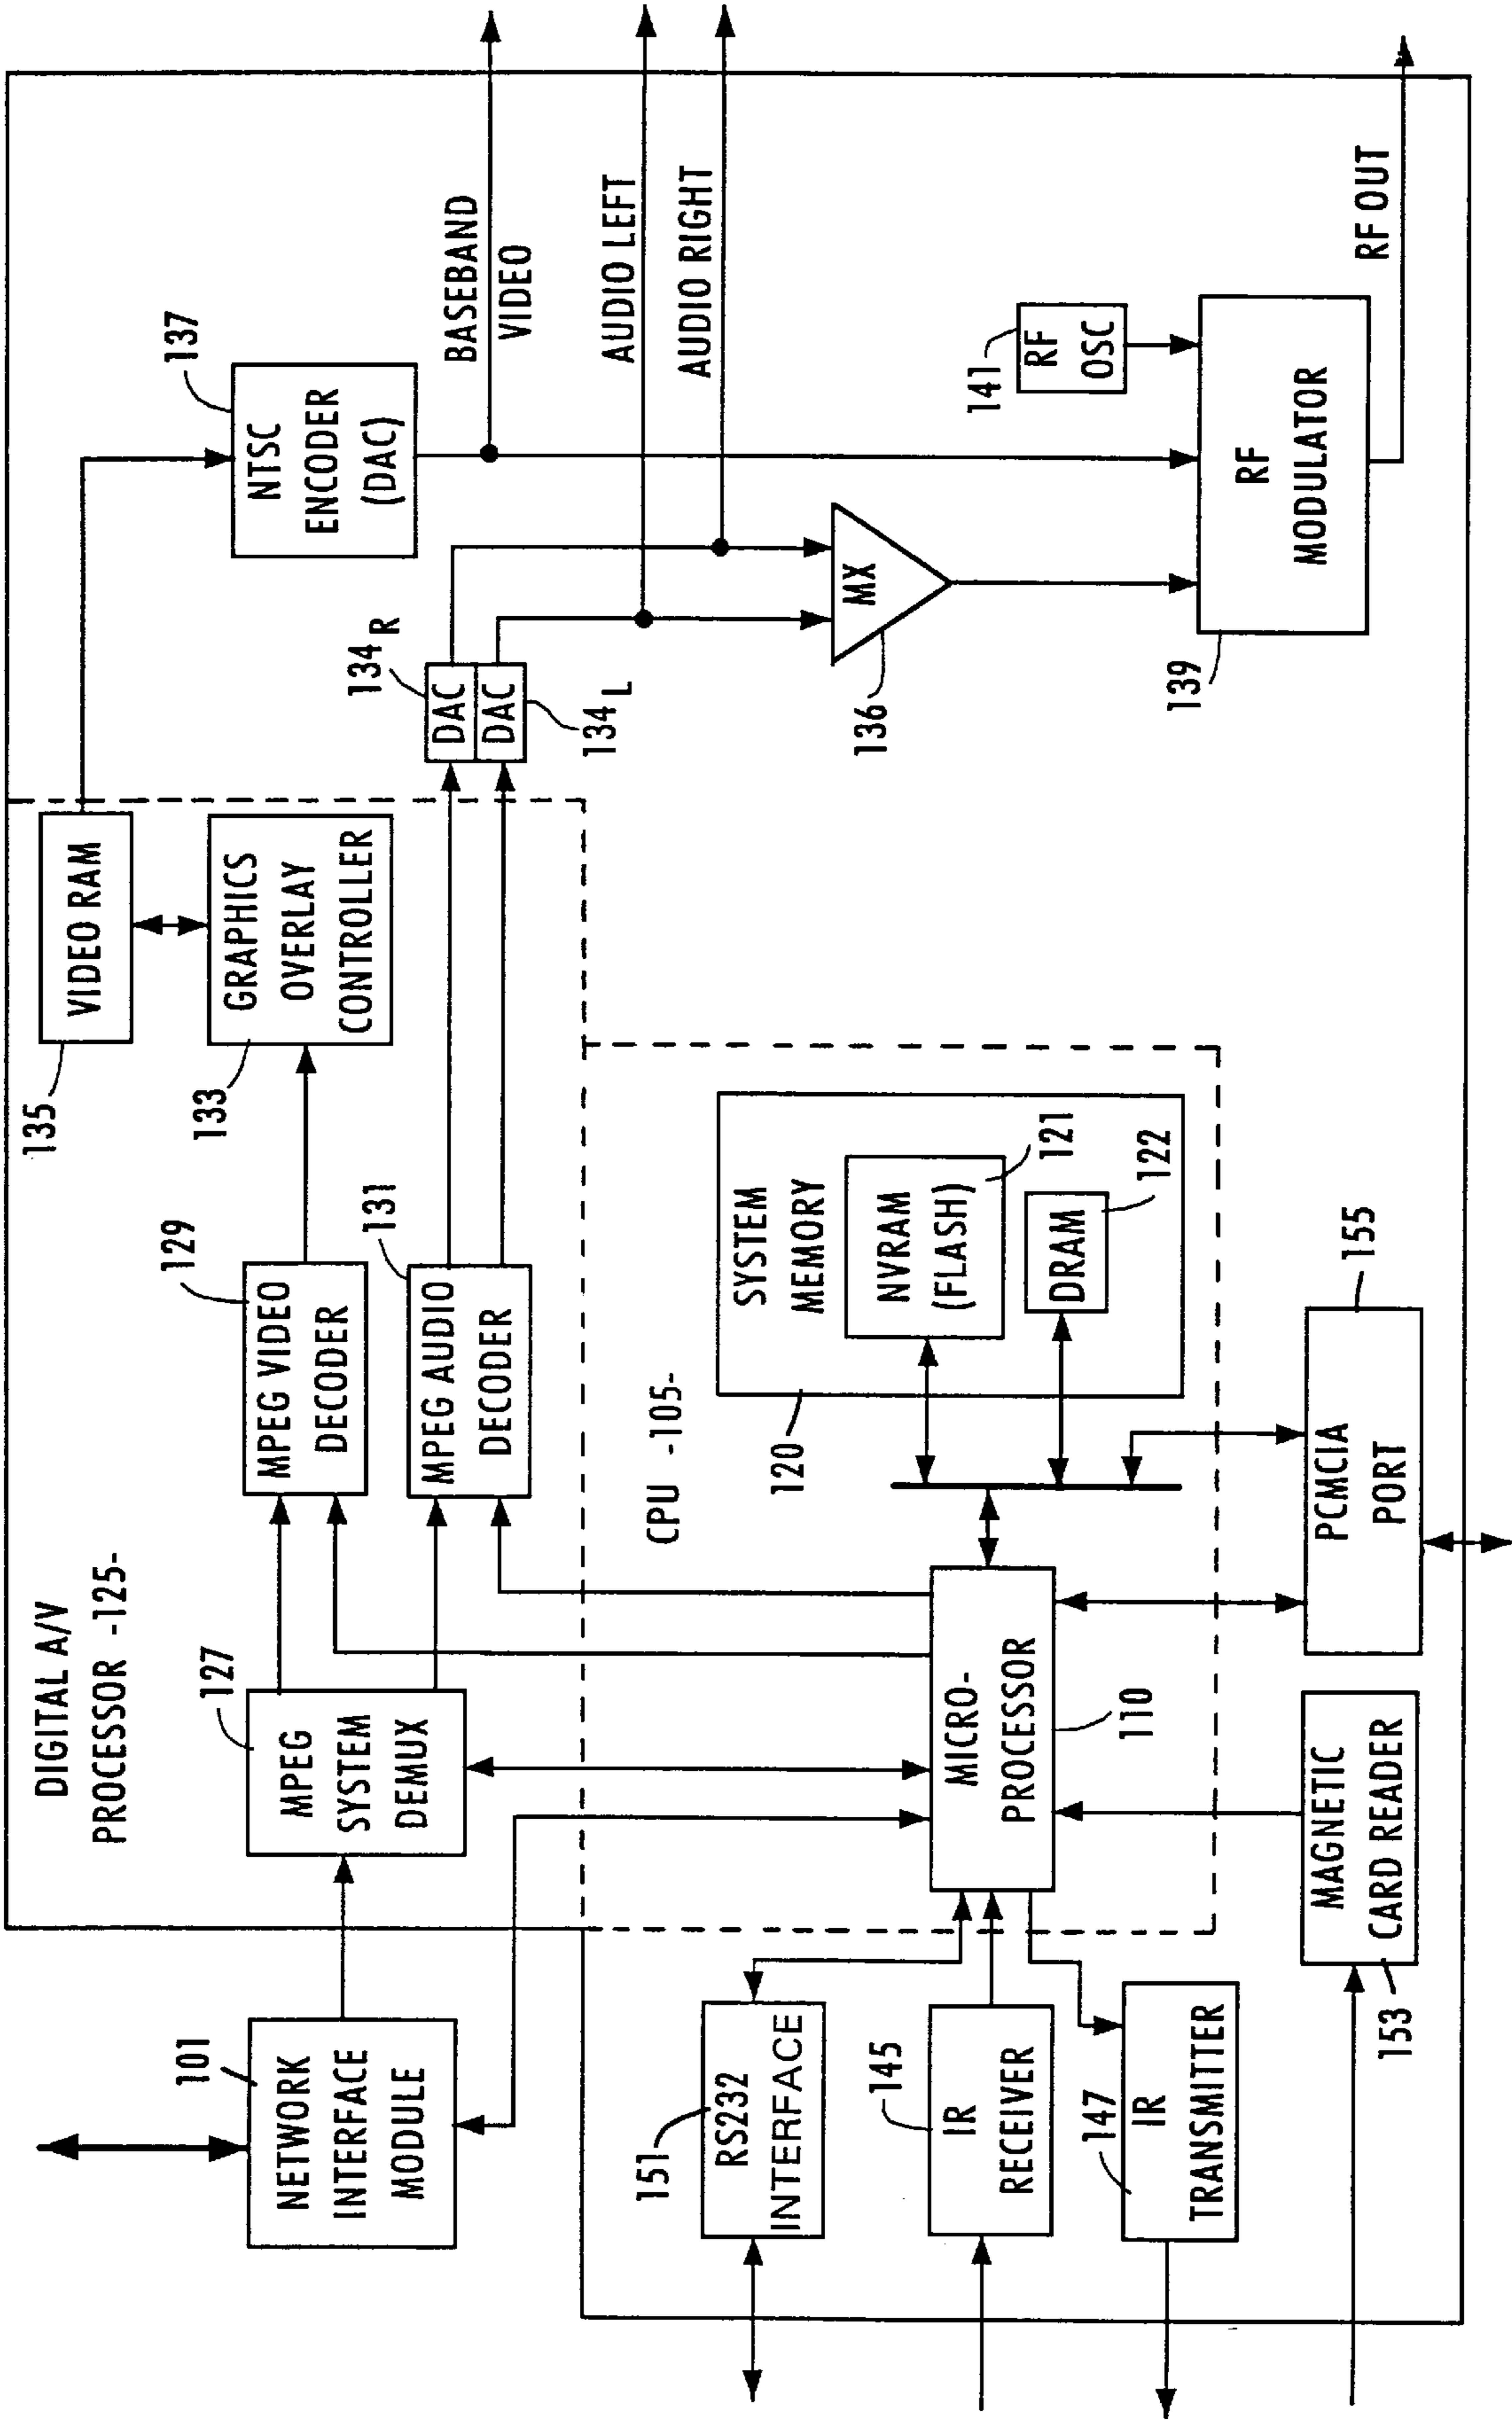 DIGITAL A/V
PROCESSOR -125-
101
NETWORK
INTERFACE
MODULE
127
MPEG
SYSTEM
DEMUX
129
MPEG VIDEO
DECODER
131
MPEG AUDIO
DECODER
135
VIDEO RAM
133
GRAPHICS
OVERLAY
CONTROLLER
134R
DAC
DAC
134L
137
NTSC
ENCODER
(DAC)
BASEBAND
VIDEO
AUDIO LEFT
AUDIO RIGHT
MX
136
141
RF
OSC
RF
MODULATOR
139
RF OUT
CPU -105-
SYSTEM
MEMORY
120
NVRAM
(FLASH)
121
DRAM
122
MICRO-
PROCESSOR
110
151
RS232
INTERFACE
145
IR
RECEIVER
147
IR
TRANSMITTER
MAGNETIC
CARD READER
153
PCMCIA
PORT
155